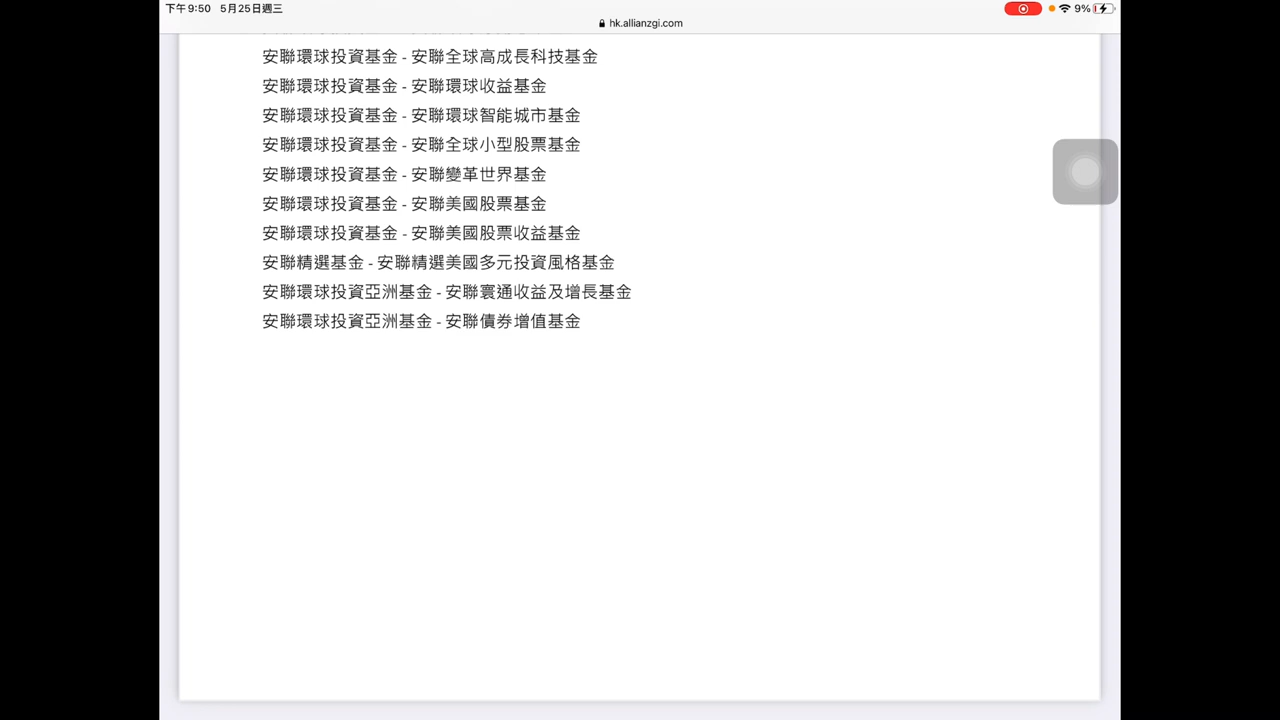 下午9:50 5月25日週三 9%
hk.allianzgi.com
安聯環球投資基金 - 安聯全球高成長科技基金
安聯環球投資基金 - 安聯環球收益基金
安聯環球投資基金 - 安聯環球智能城市基金
安聯環球投資基金 - 安聯全球小型股票基金
安聯環球投資基金 - 安聯變革世界基金
安聯環球投資基金 - 安聯美國股票基金
安聯環球投資基金 - 安聯美國股票收益基金
安聯精選基金 - 安聯精選美國多元投資風格基金
安聯環球投資亞洲基金 - 安聯寰通收益及增長基金
安聯環球投資亞洲基金 - 安聯債券增值基金